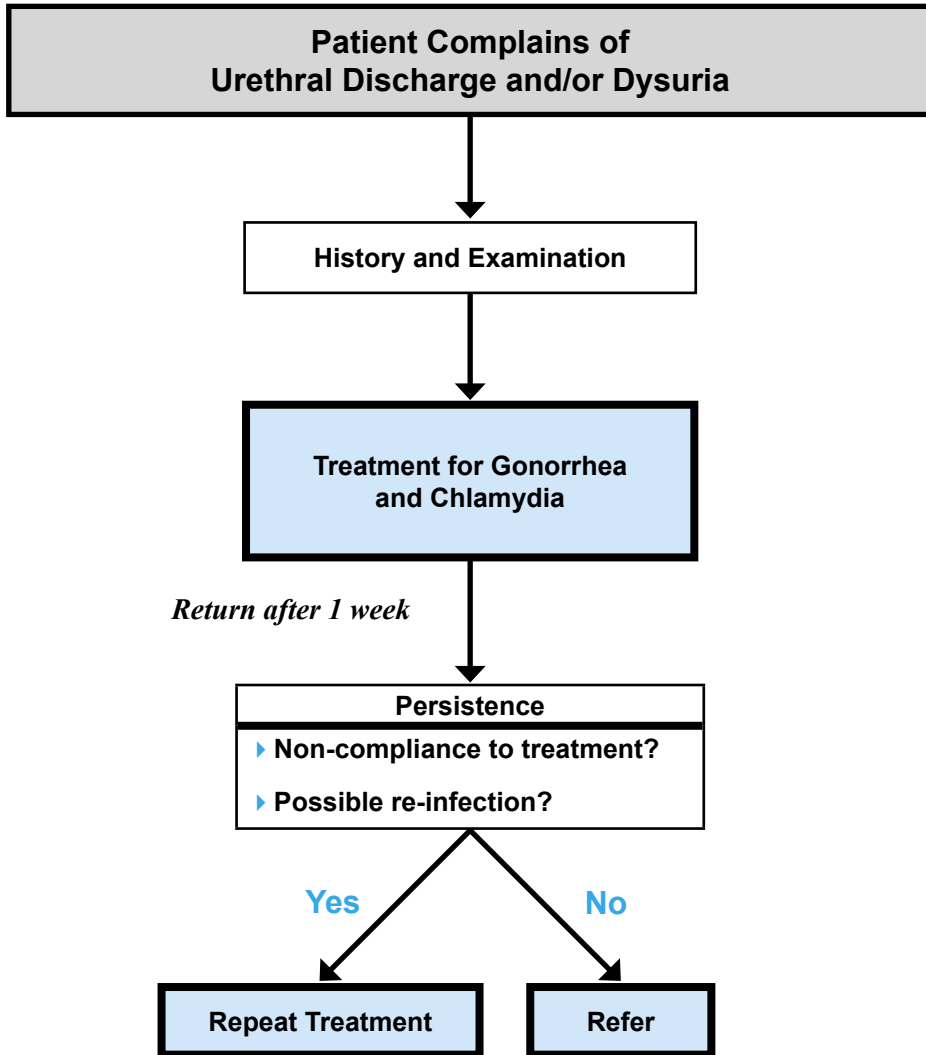 Patient Complains of
Urethral Discharge and/or Dysuria
History and Examination
Treatment for Gonorrhea
and Chlamydia
Return after 1 week
Persistence
Non-compliance to treatment?
Possible re-infection?
Yes
No
Repeat Treatment
Refer